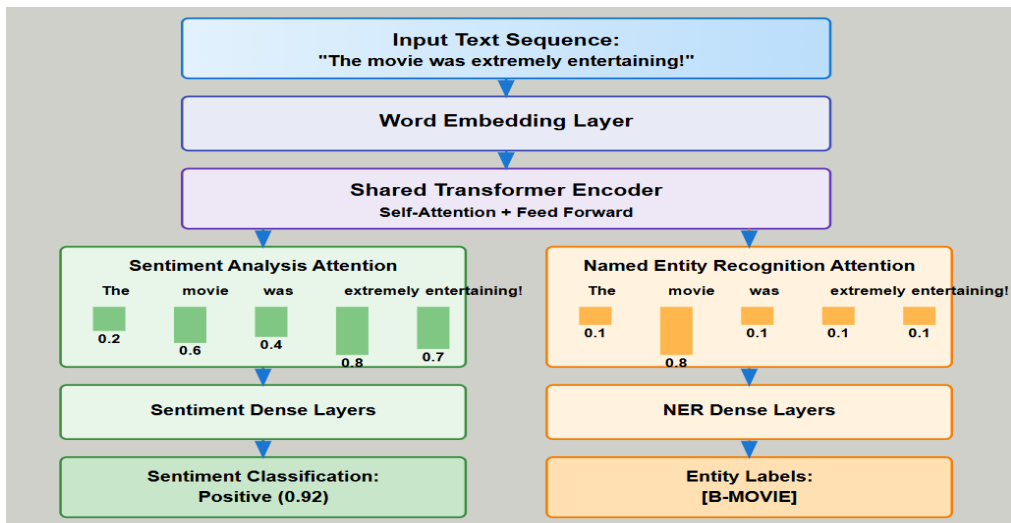 Input Text Sequence:
"The movie was extremely entertaining!"
Word Embedding Layer
Shared Transformer Encoder
Self-Attention + Feed Forward
Sentiment Analysis Attention
The movie was extremely entertaining!
0.2 0.6 0.4 0.8 0.7
Sentiment Dense Layers
Sentiment Classification:
Positive (0.92)
Named Entity Recognition Attention
The movie was extremely entertaining!
0.1 0.8 0.1 0.1 0.1
NER Dense Layers
Entity Labels:
[B-MOVIE]